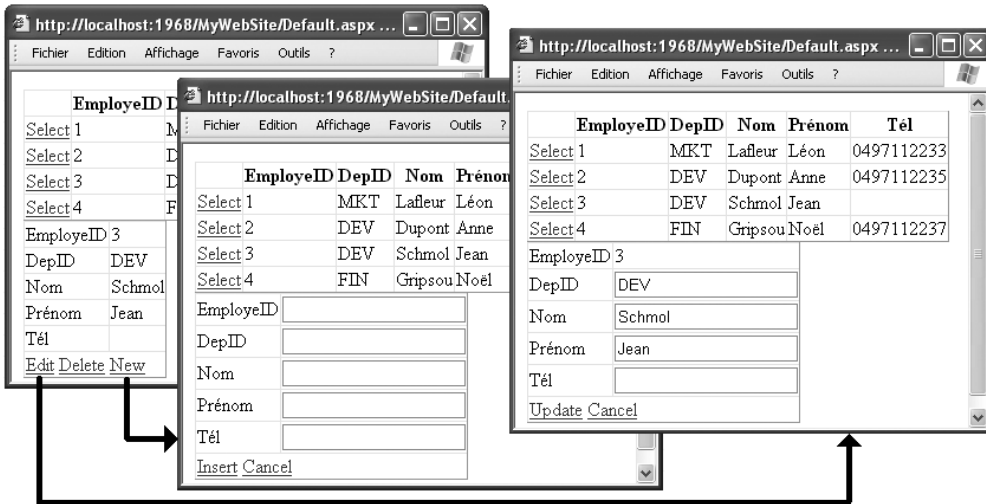 http://localhost:1968/MyWebSite/Default.aspx ...
Fichier Edition Affichage Favoris Outils ?
EmployeID D
Select 1 M
Select 2 D
Select 3 D
Select 4 F
EmployeID 3
DepID DEV
Nom Schmol
Prénom Jean
Tél
Edit Delete New
http://localhost:1968/MyWebSite/Default.
Fichier Edition Affichage Favoris Outils ?
EmployeID DepID Nom Prénom
Select 1 MKT Lafleur Léon
Select 2 DEV Dupont Anne
Select 3 DEV Schmol Jean
Select 4 FIN Gripsou Noël
EmployeID
DepID
Nom
Prénom
Tél
Insert Cancel
http://localhost:1968/MyWebSite/Default.aspx ...
Fichier Edition Affichage Favoris Outils ?
EmployeID DepID Nom Prénom Tél
Select 1 MKT Lafleur Léon 0497112233
Select 2 DEV Dupont Anne 0497112235
Select 3 DEV Schmol Jean
Select 4 FIN Gripsou Noël 0497112237
EmployeID 3
DepID DEV
Nom Schmol
Prénom Jean
Tél
Update Cancel